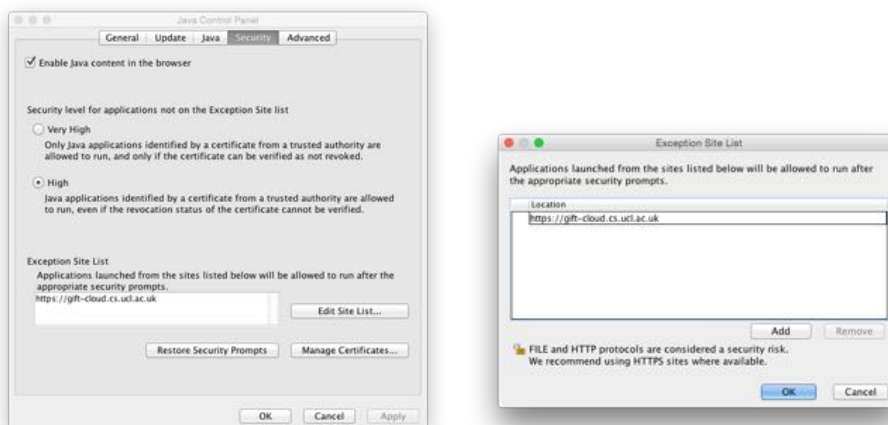 Java Control Panel
General Update Java Security Advanced
Enable Java content in the browser
Security level for applications not on the Exception Site list
Very High
Only Java applications identified by a certificate from a trusted authority are
allowed to run, and only if the certificate can be verified as not revoked.
High
Java applications identified by a certificate from a trusted authority are allowed
to run, even if the revocation status of the certificate cannot be verified.
Exception Site List
Applications launched from the sites listed below will be allowed to run after the
appropriate security prompts.
https://gift-cloud.cs.ucl.ac.uk
Edit Site List...
Restore Security Prompts Manage Certificates...
OK Cancel Apply
Exception Site List
Applications launched from the sites listed below will be allowed to run after
the appropriate security prompts.
Location
https://gift-cloud.cs.ucl.ac.uk
Add Remove
FILE and HTTP protocols are considered a security risk.
We recommend using HTTPS sites where available.
OK Cancel